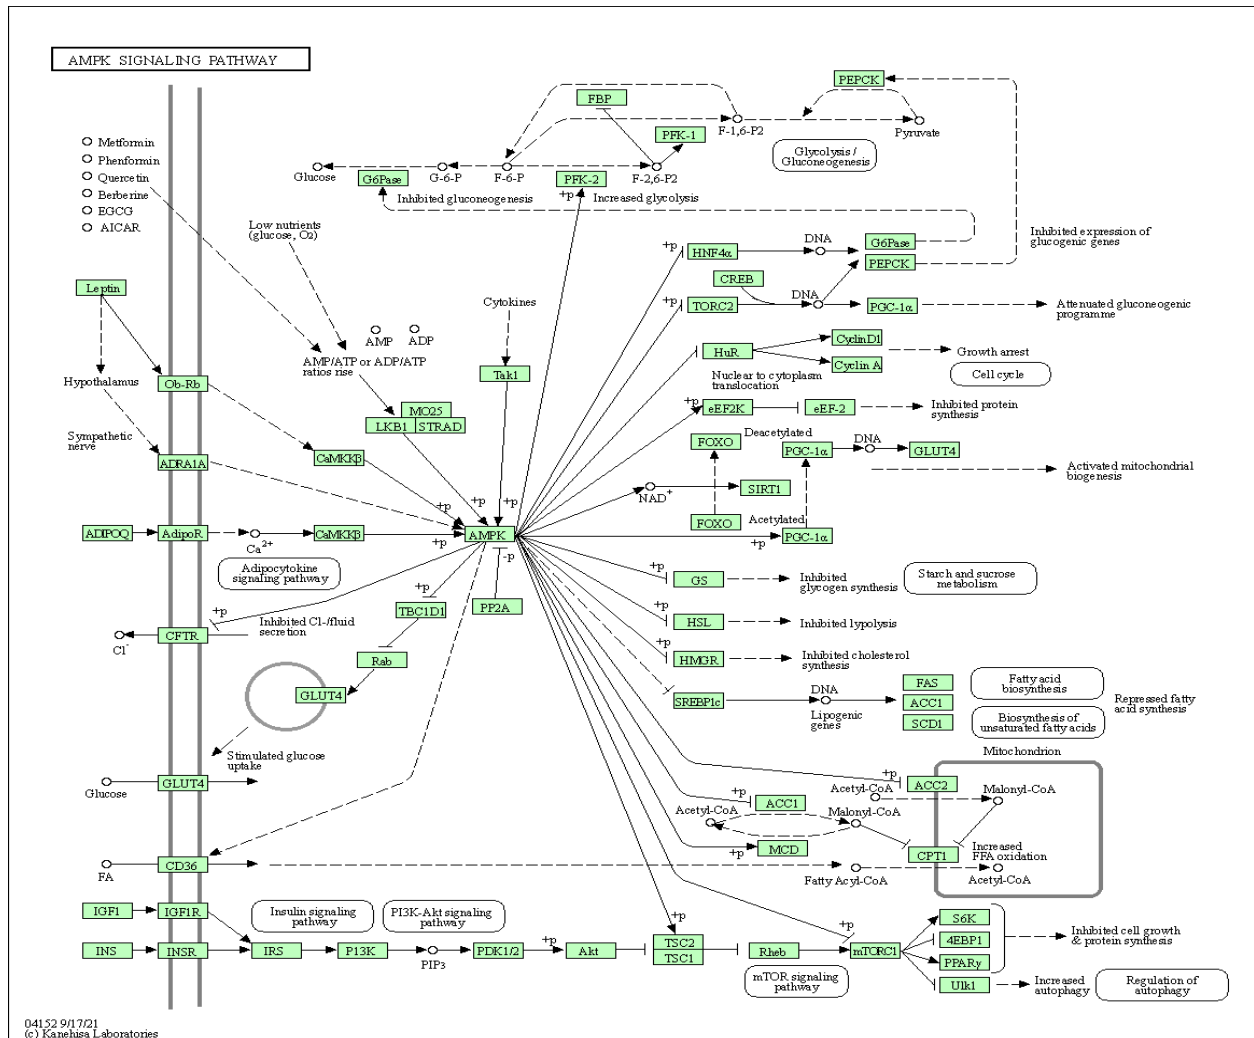 AMPK SIGNALING PATHWAY
Metformin
Phenformin
Quercetin
Berberine
EGCG
AICAR
Low nutrients
(glucose, O2)
Leptin
Hypothalamus
Sympathetic
nerve
Ob-Rb
ADRA1A
ADIPOQ
AdipoR
Ca2+
CaMKKβ
CaMKKβ
+p
+p
Adipocytokine
signaling pathway
AMP
ADP
AMP/ATP or ADP/ATP
ratios rise
MO25
LKB1
STRAD
+p
Cytokines
Tak1
+p
AMPK
-p
PP2A
+p
TBC1D1
Rab
GLUT4
+p
CFTR
Cl-
Inhibited Cl-/fluid
secretion
Stimulated glucose
uptake
Glucose
GLUT4
FA
CD36
FBP
PFK-1
F-1,6-P2
PEPCK
Pyruvate
Glycolysis /
Gluconeogenesis
Glucose
G6Pase
G-6-P
F-6-P
PFK-2
+p
F-2,6-P2
Inhibited gluconeogenesis
Increased glycolysis
+p
HNF4α
DNA
G6Pase
PEPCK
Inhibited expression of
glucogenic genes
CREB
+p
TORC2
DNA
PGC-1α
Attenuated gluconeogenic
programme
HuR
CyclinD1
Cyclin A
Growth arrest
Cell cycle
Nuclear to cytoplasm
translocation
+p
eEF2K
eEF-2
Inhibited protein
synthesis
Deacetylated
FOXO
PGC-1α
DNA
GLUT4
Activated mitochondrial
biogenesis
NAD+
SIRT1
FOXO
Acetylated
+p
PGC-1α
+p
GS
Inhibited
glycogen synthesis
Starch and sucrose
metabolism
+p
HSL
Inhibited lypolysis
+p
HMGR
Inhibited cholesterol
synthesis
SREBP1c
DNA
Lipogenic
genes
FAS
ACC1
SCD1
Fatty acid
biosynthesis
Biosynthesis of
unsaturated fatty acids
Repressed fatty
acid synthesis
Mitochondrion
+p
ACC2
Acetyl-CoA
Malonyl-CoA
+p
ACC1
Acetyl-CoA
Malonyl-CoA
+p
MCD
CPT1
Increased
FFA oxidation
Fatty Acyl-CoA
Acetyl-CoA
IGF1
IGF1R
Insulin signaling
pathway
PI3K-Akt signaling
pathway
INS
INSR
IRS
P13K
PIP3
PDK1/2
+p
Akt
+p
TSC2
TSC1
Rheb
mTOR signaling
pathway
+p
mTORC1
S6K
4EBP1
PPARγ
Ulk1
Inhibited cell growth
& protein synthesis
Increased
autophagy
Regulation of
autophagy
04152 9/17/21
(c) Kanehisa Laboratories